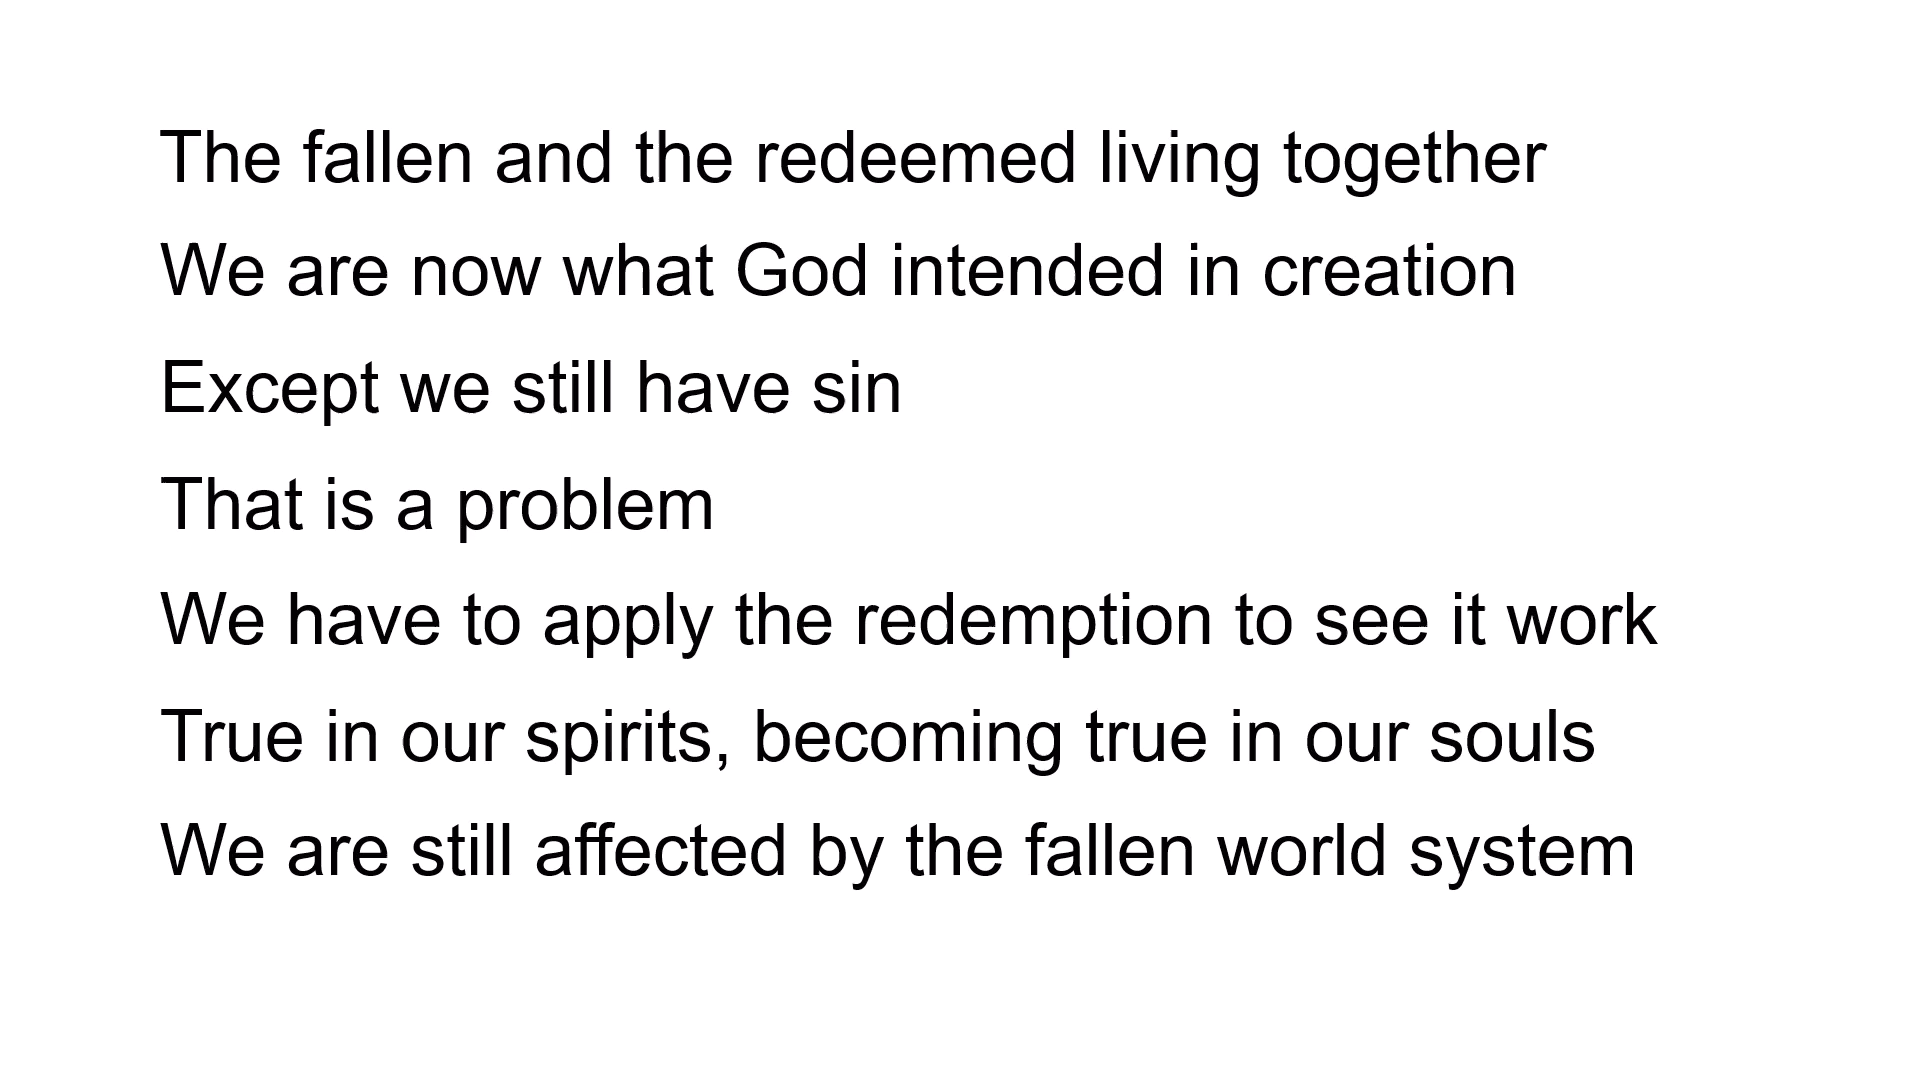 The fallen and the redeemed living together
We are now what God intended in creation
Except we still have sin
That is a problem
We have to apply the redemption to see it work
True in our spirits, becoming true in our souls
We are still affected by the fallen world system